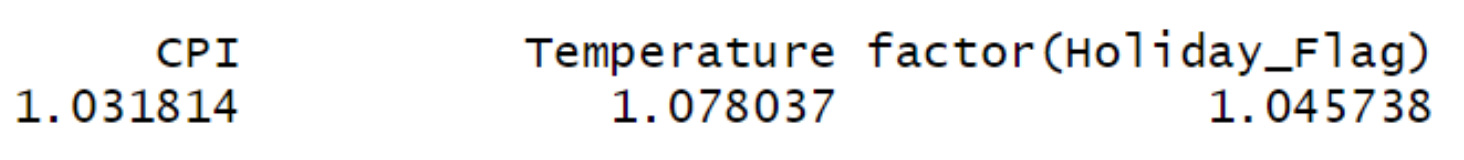 CPI Temperature factor(Holiday_Flag)
1.031814 1.078037 1.045738